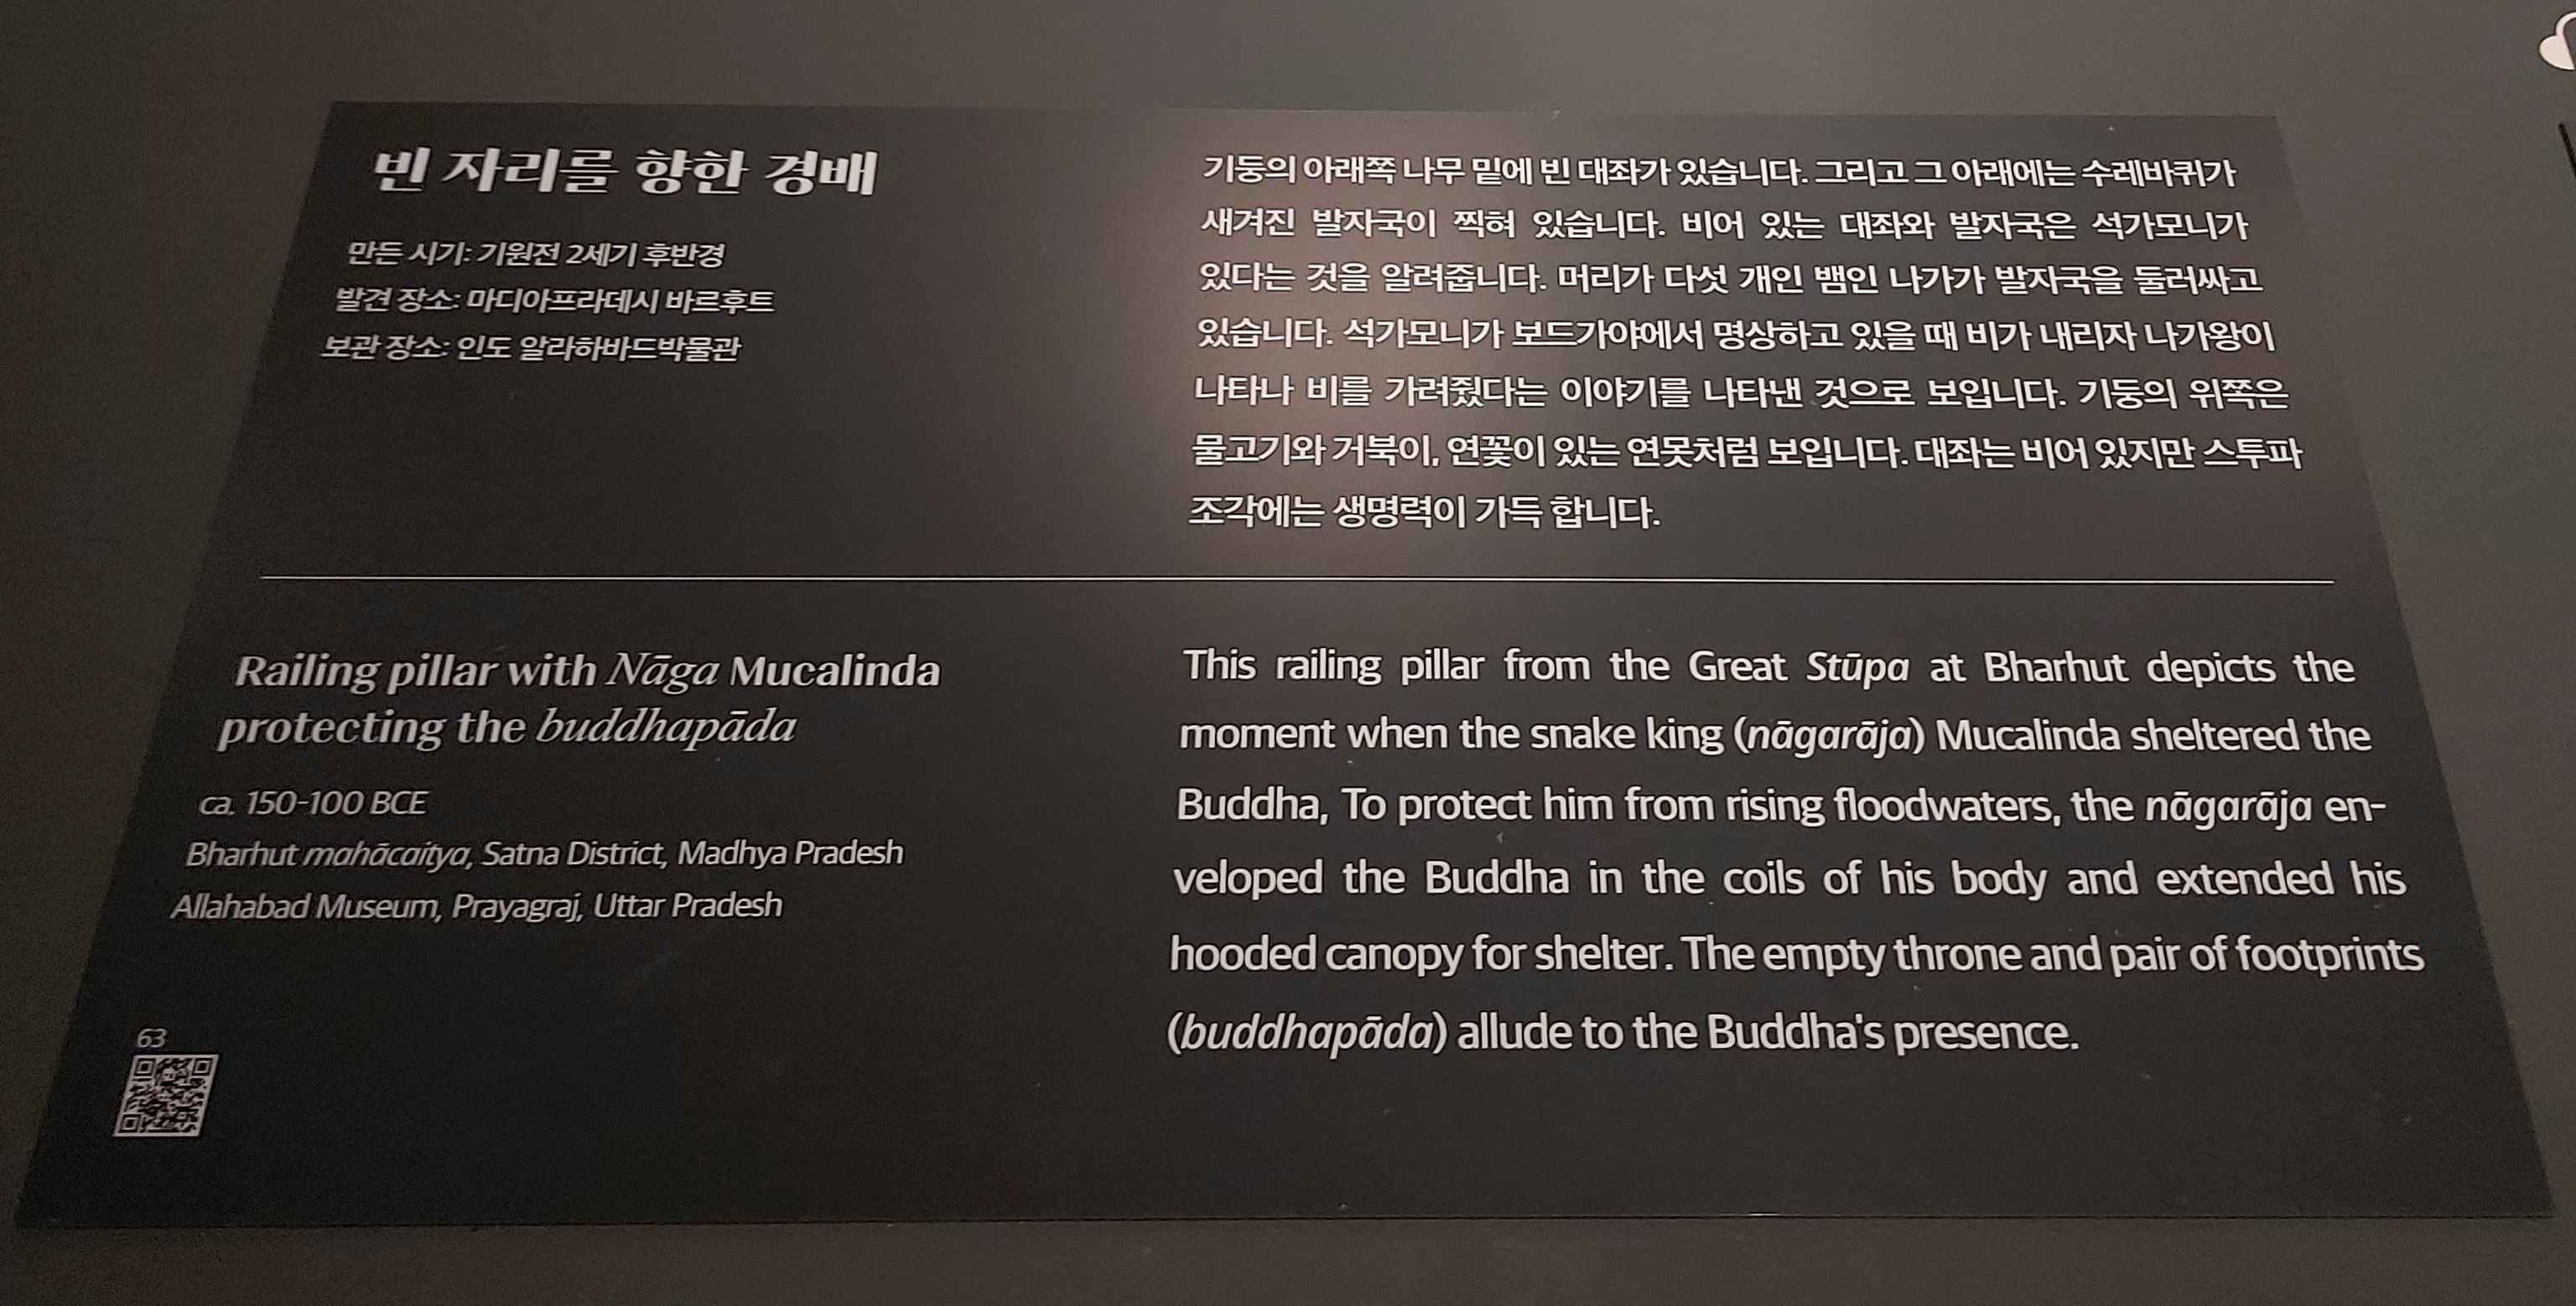 빈 자리를 향한 경배
만든 시기: 기원전 2세기 후반경
발견 장소: 마디아프라데시 바르후트
보관 장소: 인도 알라하바드박물관
기둥의 아래쪽 나무 밑에 빈 대좌가 있습니다. 그리고 그 아래에는 수레바퀴가
새겨진 발자국이 찍혀 있습니다. 비어 있는 대좌와 발자국은 석가모니가
있다는 것을 알려줍니다. 머리가 다섯 개인 뱀인 나가가 발자국을 둘러싸고
있습니다. 석가모니가 보드가야에서 명상하고 있을 때 비가 내리자 나가왕이
나타나 비를 가려줬다는 이야기를 나타낸 것으로 보입니다. 기둥의 위쪽은
물고기와 거북이, 연꽃이 있는 연못처럼 보입니다. 대좌는 비어 있지만 스투파
조각에는 생명력이 가득 합니다.
Railing pillar with Nāga Mucalinda
protecting the buddhapāda
ca. 150-100 BCE
Bharhut mahācaitya, Satna District, Madhya Pradesh
Allahabad Museum, Prayagraj, Uttar Pradesh
This railing pillar from the Great Stūpa at Bharhut depicts the
moment when the snake king (nāgarāja) Mucalinda sheltered the
Buddha, To protect him from rising floodwaters, the nāgarāja en-
veloped the Buddha in the coils of his body and extended his
hooded canopy for shelter. The empty throne and pair of footprints
(buddhapāda) allude to the Buddha's presence.
63